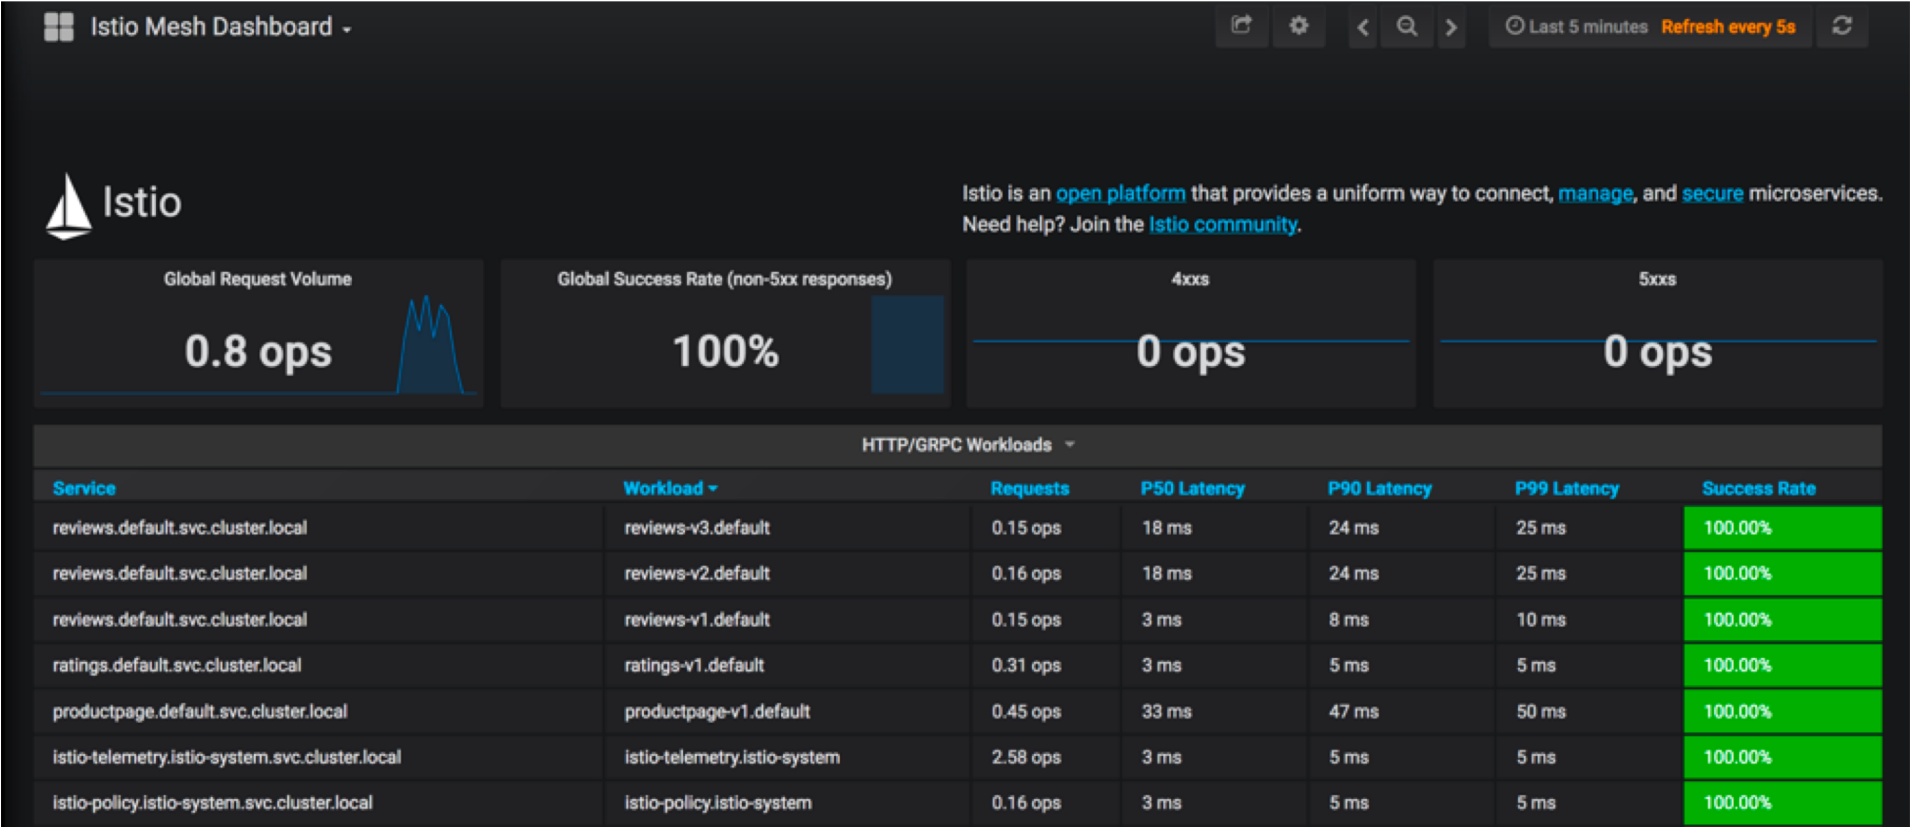 Istio Mesh Dashboard
Last 5 minutes Refresh every 5s
Istio
Istio is an open platform that provides a uniform way to connect, manage, and secure microservices.
Need help? Join the Istio community.
Global Request Volume
0.8 ops
Global Success Rate (non-5xx responses)
100%
4xxs
0 ops
5xxs
0 ops
HTTP/GRPC Workloads
Service Workload Requests P50 Latency P90 Latency P99 Latency Success Rate
reviews.default.svc.cluster.local reviews-v3.default 0.15 ops 18 ms 24 ms 25 ms 100.00%
reviews.default.svc.cluster.local reviews-v2.default 0.16 ops 18 ms 24 ms 25 ms 100.00%
reviews.default.svc.cluster.local reviews-v1.default 0.15 ops 3 ms 8 ms 10 ms 100.00%
ratings.default.svc.cluster.local ratings-v1.default 0.31 ops 3 ms 5 ms 5 ms 100.00%
productpage.default.svc.cluster.local productpage-v1.default 0.45 ops 33 ms 47 ms 50 ms 100.00%
istio-telemetry.istio-system.svc.cluster.local istio-telemetry.istio-system 2.58 ops 3 ms 5 ms 5 ms 100.00%
istio-policy.istio-system.svc.cluster.local istio-policy.istio-system 0.16 ops 3 ms 5 ms 5 ms 100.00%